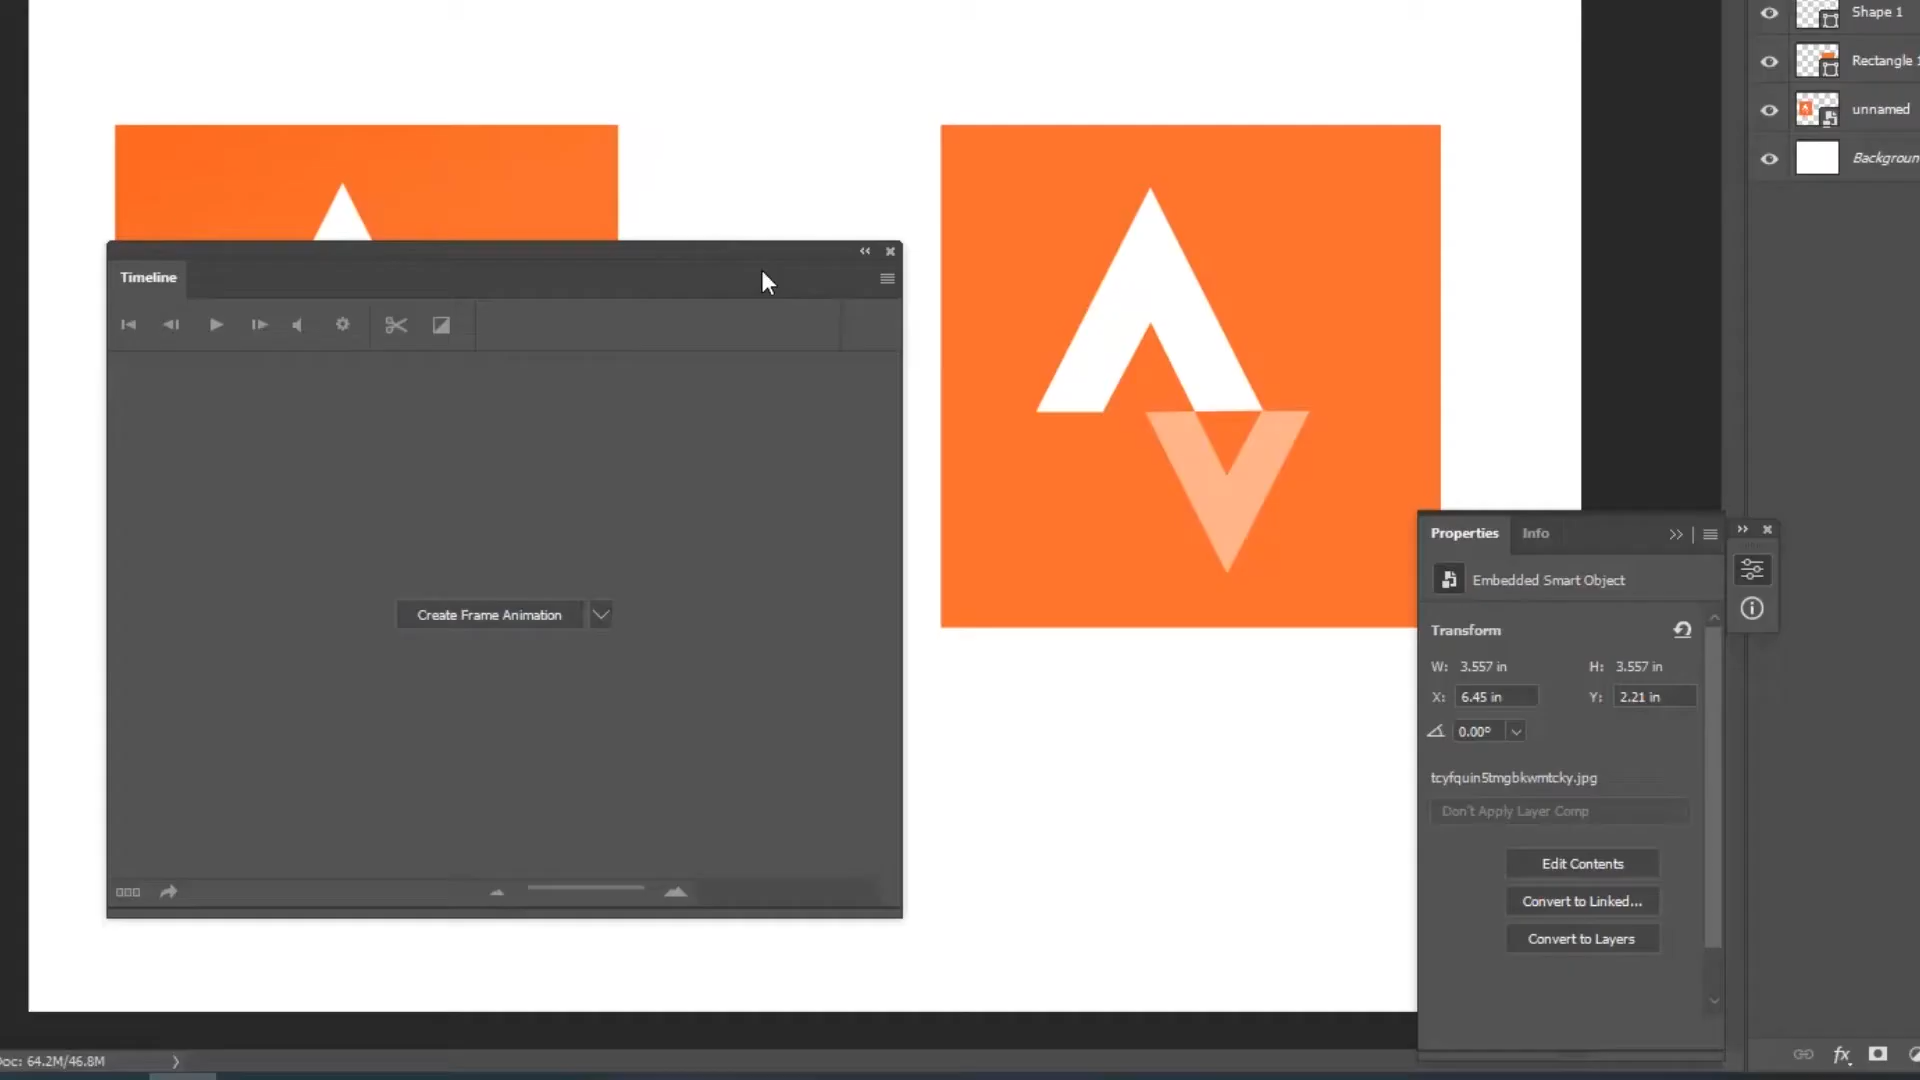 Shape 1
Rectangle 1
unnamed
Backgroun
Timeline
Create Frame Animation
Properties
Info
Embedded Smart Object
Transform
W: 3.557 in
H: 3.557 in
X: 6.45 in
Y: 2.21 in
0.00°
tcyfquin5tmgbkwmtcky.jpg
Don't Apply Layer Comp
Edit Contents
Convert to Linked...
Convert to Layers
oc: 64.2M/46.8M
fx